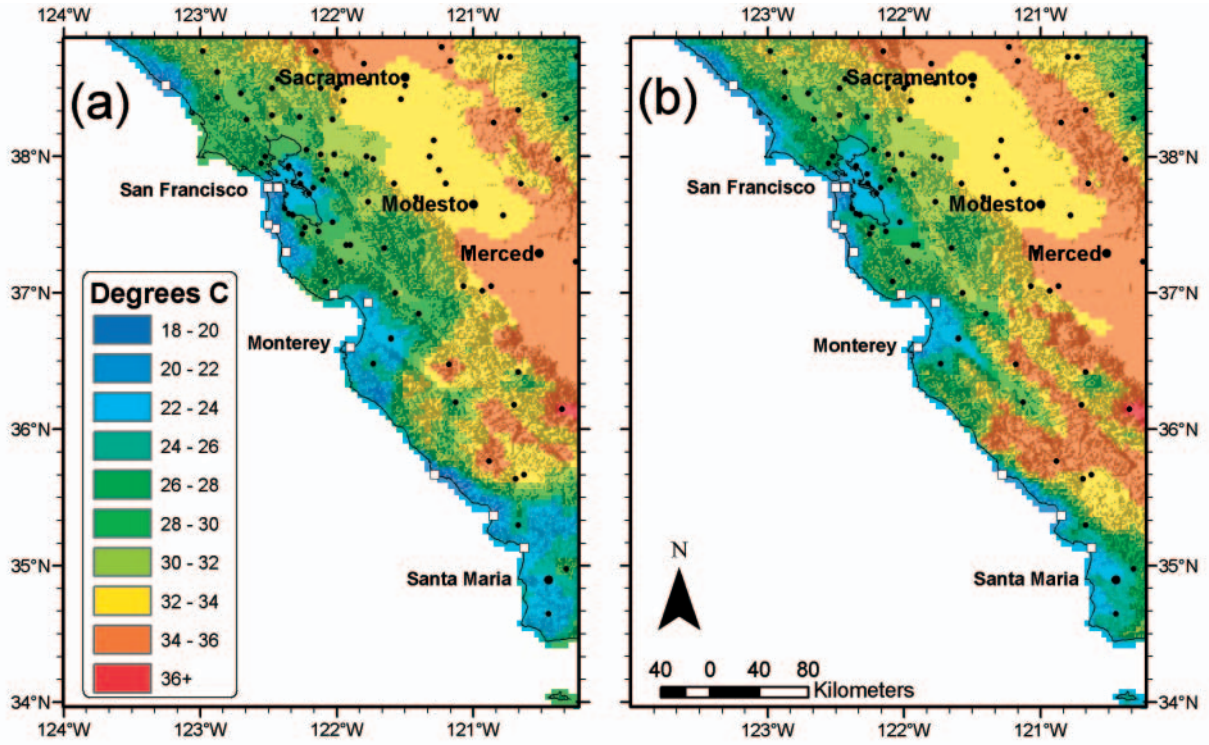 124°W 123°W 122°W 121°W
123°W 122°W 121°W
(a)
Sacramento
38°N
San Francisco
Modesto
Merced
37°N
Monterey
36°N
35°N
Santa Maria
34°N
124°W 123°W 122°W 121°W
Degrees C
18 - 20
20 - 22
22 - 24
24 - 26
26 - 28
28 - 30
30 - 32
32 - 34
34 - 36
36+
(b)
Sacramento
38°N
San Francisco
Modesto
Merced
37°N
Monterey
36°N
35°N
Santa Maria
34°N
N
40 0 40 80
Kilometers
123°W 122°W 121°W